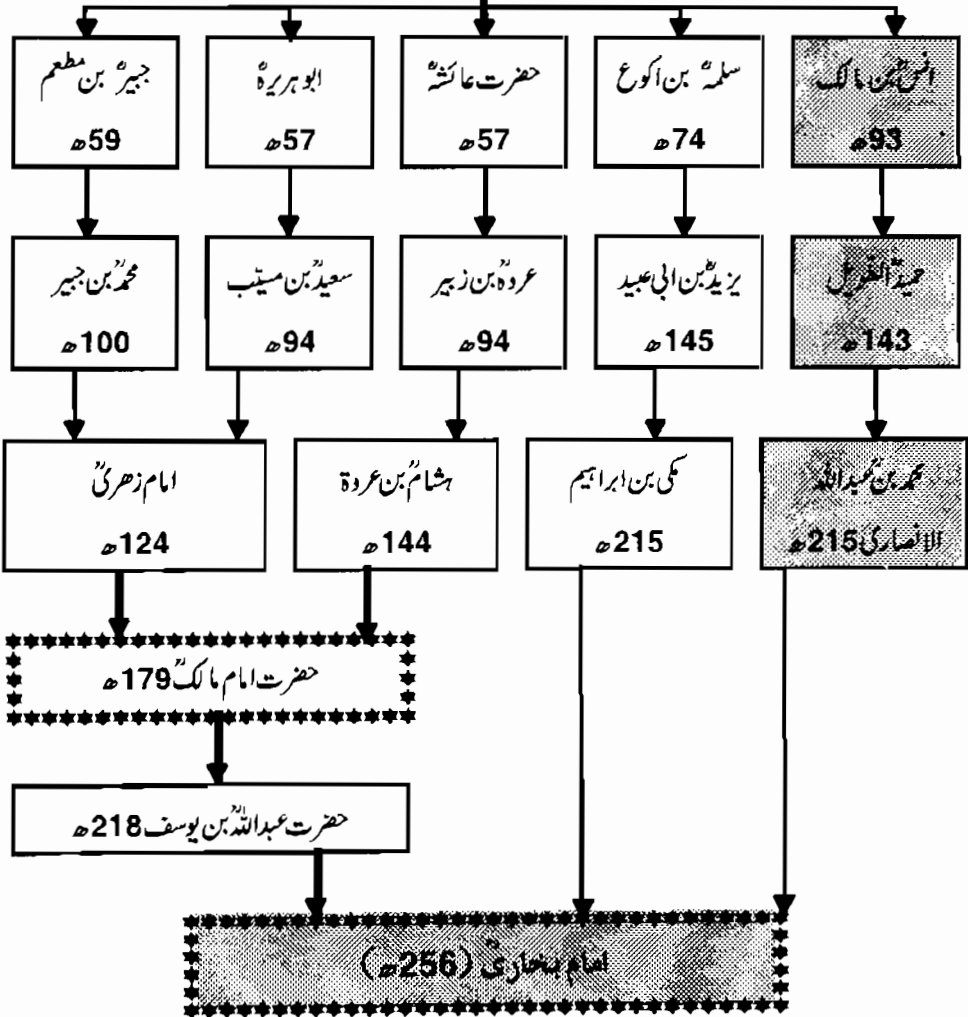 انسؓ بن مالک
93ھ
سلمہؓ بن اکوع
74ھ
حضرت عائشہؓ
57ھ
ابو ہریرہؓ
57ھ
جبیرؓ بن مطعم
59ھ
حمیدؒ الطویل
143ھ
یزیدؒ بن ابی عبید
145ھ
عروہؒ بن زبیر
94ھ
سعیدؒ بن مسیّب
94ھ
محمدؒ بن جبیر
100ھ
محمد بنؒ عبداللہ
الانصاری 215ھ
مکی بن ابراہیم
215ھ
ہشامؒ بن عروۃ
144ھ
امام زھریؒ
124ھ
حضرت امام مالکؒ 179ھ
حضرت عبداللہؒ بن یوسف 218ھ
امام بخاریؒ (256ھ)